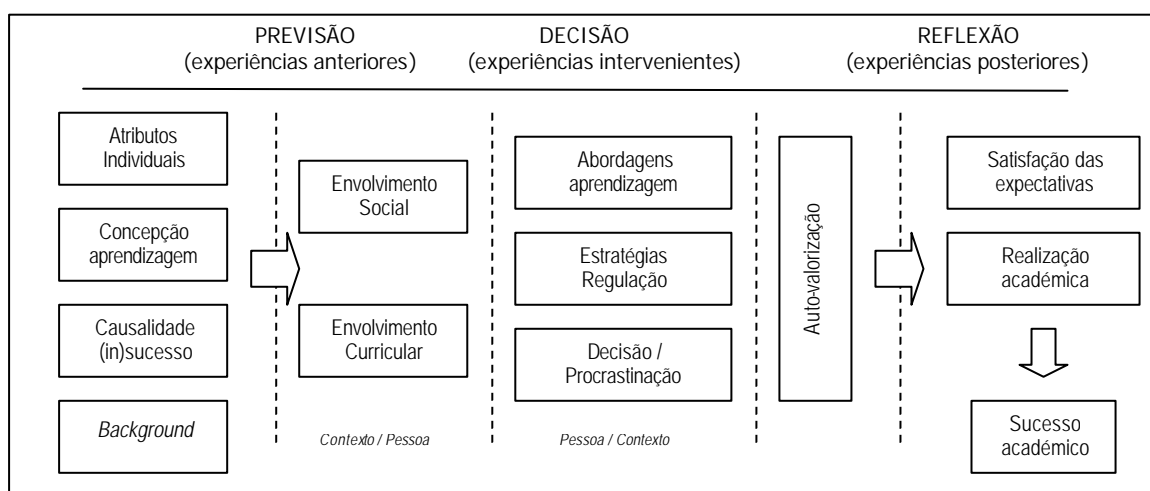 PREVISÃO
(experiências anteriores)
DECISÃO
(experiências intervenientes)
REFLEXÃO
(experiências posteriores)
Atributos
Individuais
Concepção
aprendizagem
Causalidade
(in)sucesso
Background
Envolvimento
Social
Envolvimento
Curricular
Contexto / Pessoa
Abordagens
aprendizagem
Estratégias
Regulação
Decisão /
Procrastinação
Pessoa / Contexto
Auto-valorização
Satisfação das
expectativas
Realização
académica
Sucesso
académico